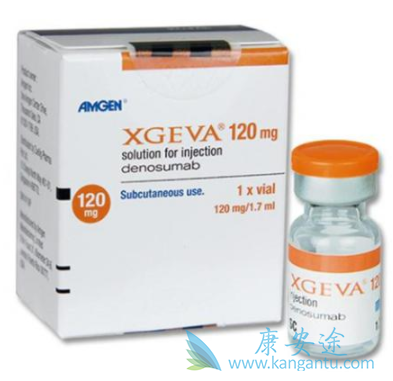 AMGEN®
XGEVA® 120 mg
solution for injection
denosumab
Subcutaneous use.
1 x vial
120 mg/1.7 ml
120
mg
XGEVA® 120
injection
denosumab
SC
康安途
www.kangantu.com